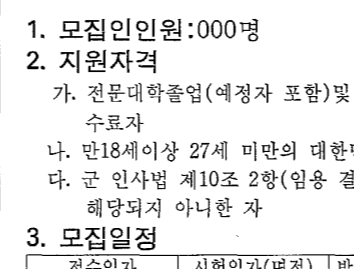 1. 모집인인원:000명
2. 지원자격
가. 전문대학졸업(예정자 포함)및
수료자
나. 만18세이상 27세 미만의
다. 군 인사법 제10조 2항(임용
해당되지 아니한 자
3. 모집일정